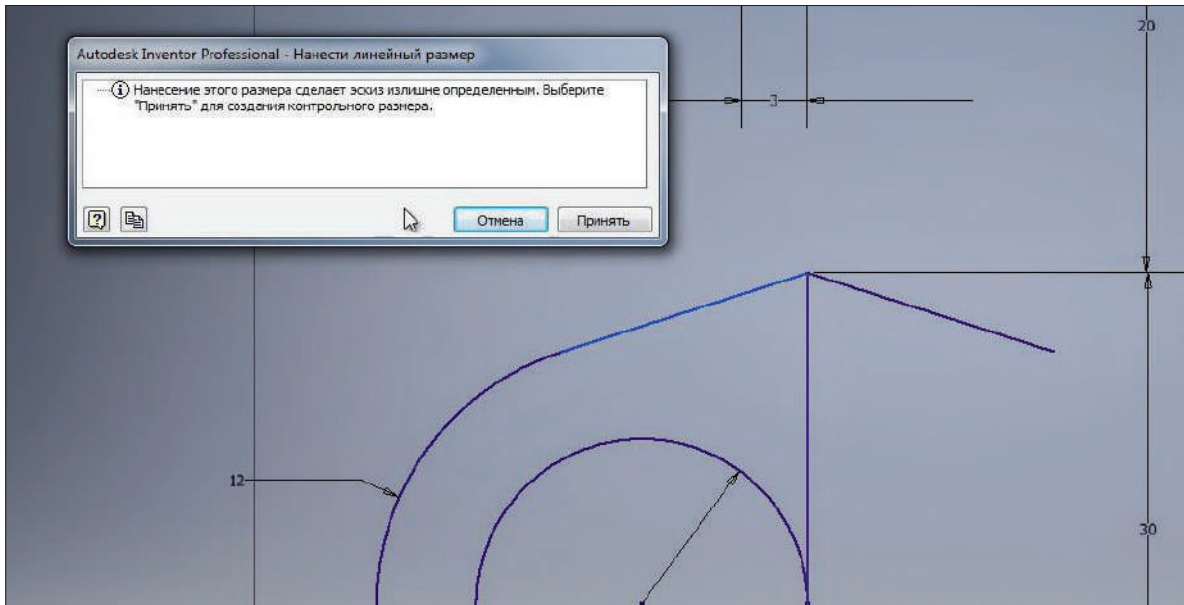 Autodesk Inventor Professional - Нанести линейный размер
Нанесение этого размера сделает эскиз излишне определенным. Выберите
"Принять" для создания контрольного размера.
Отмена
Принять
20
3
12
30